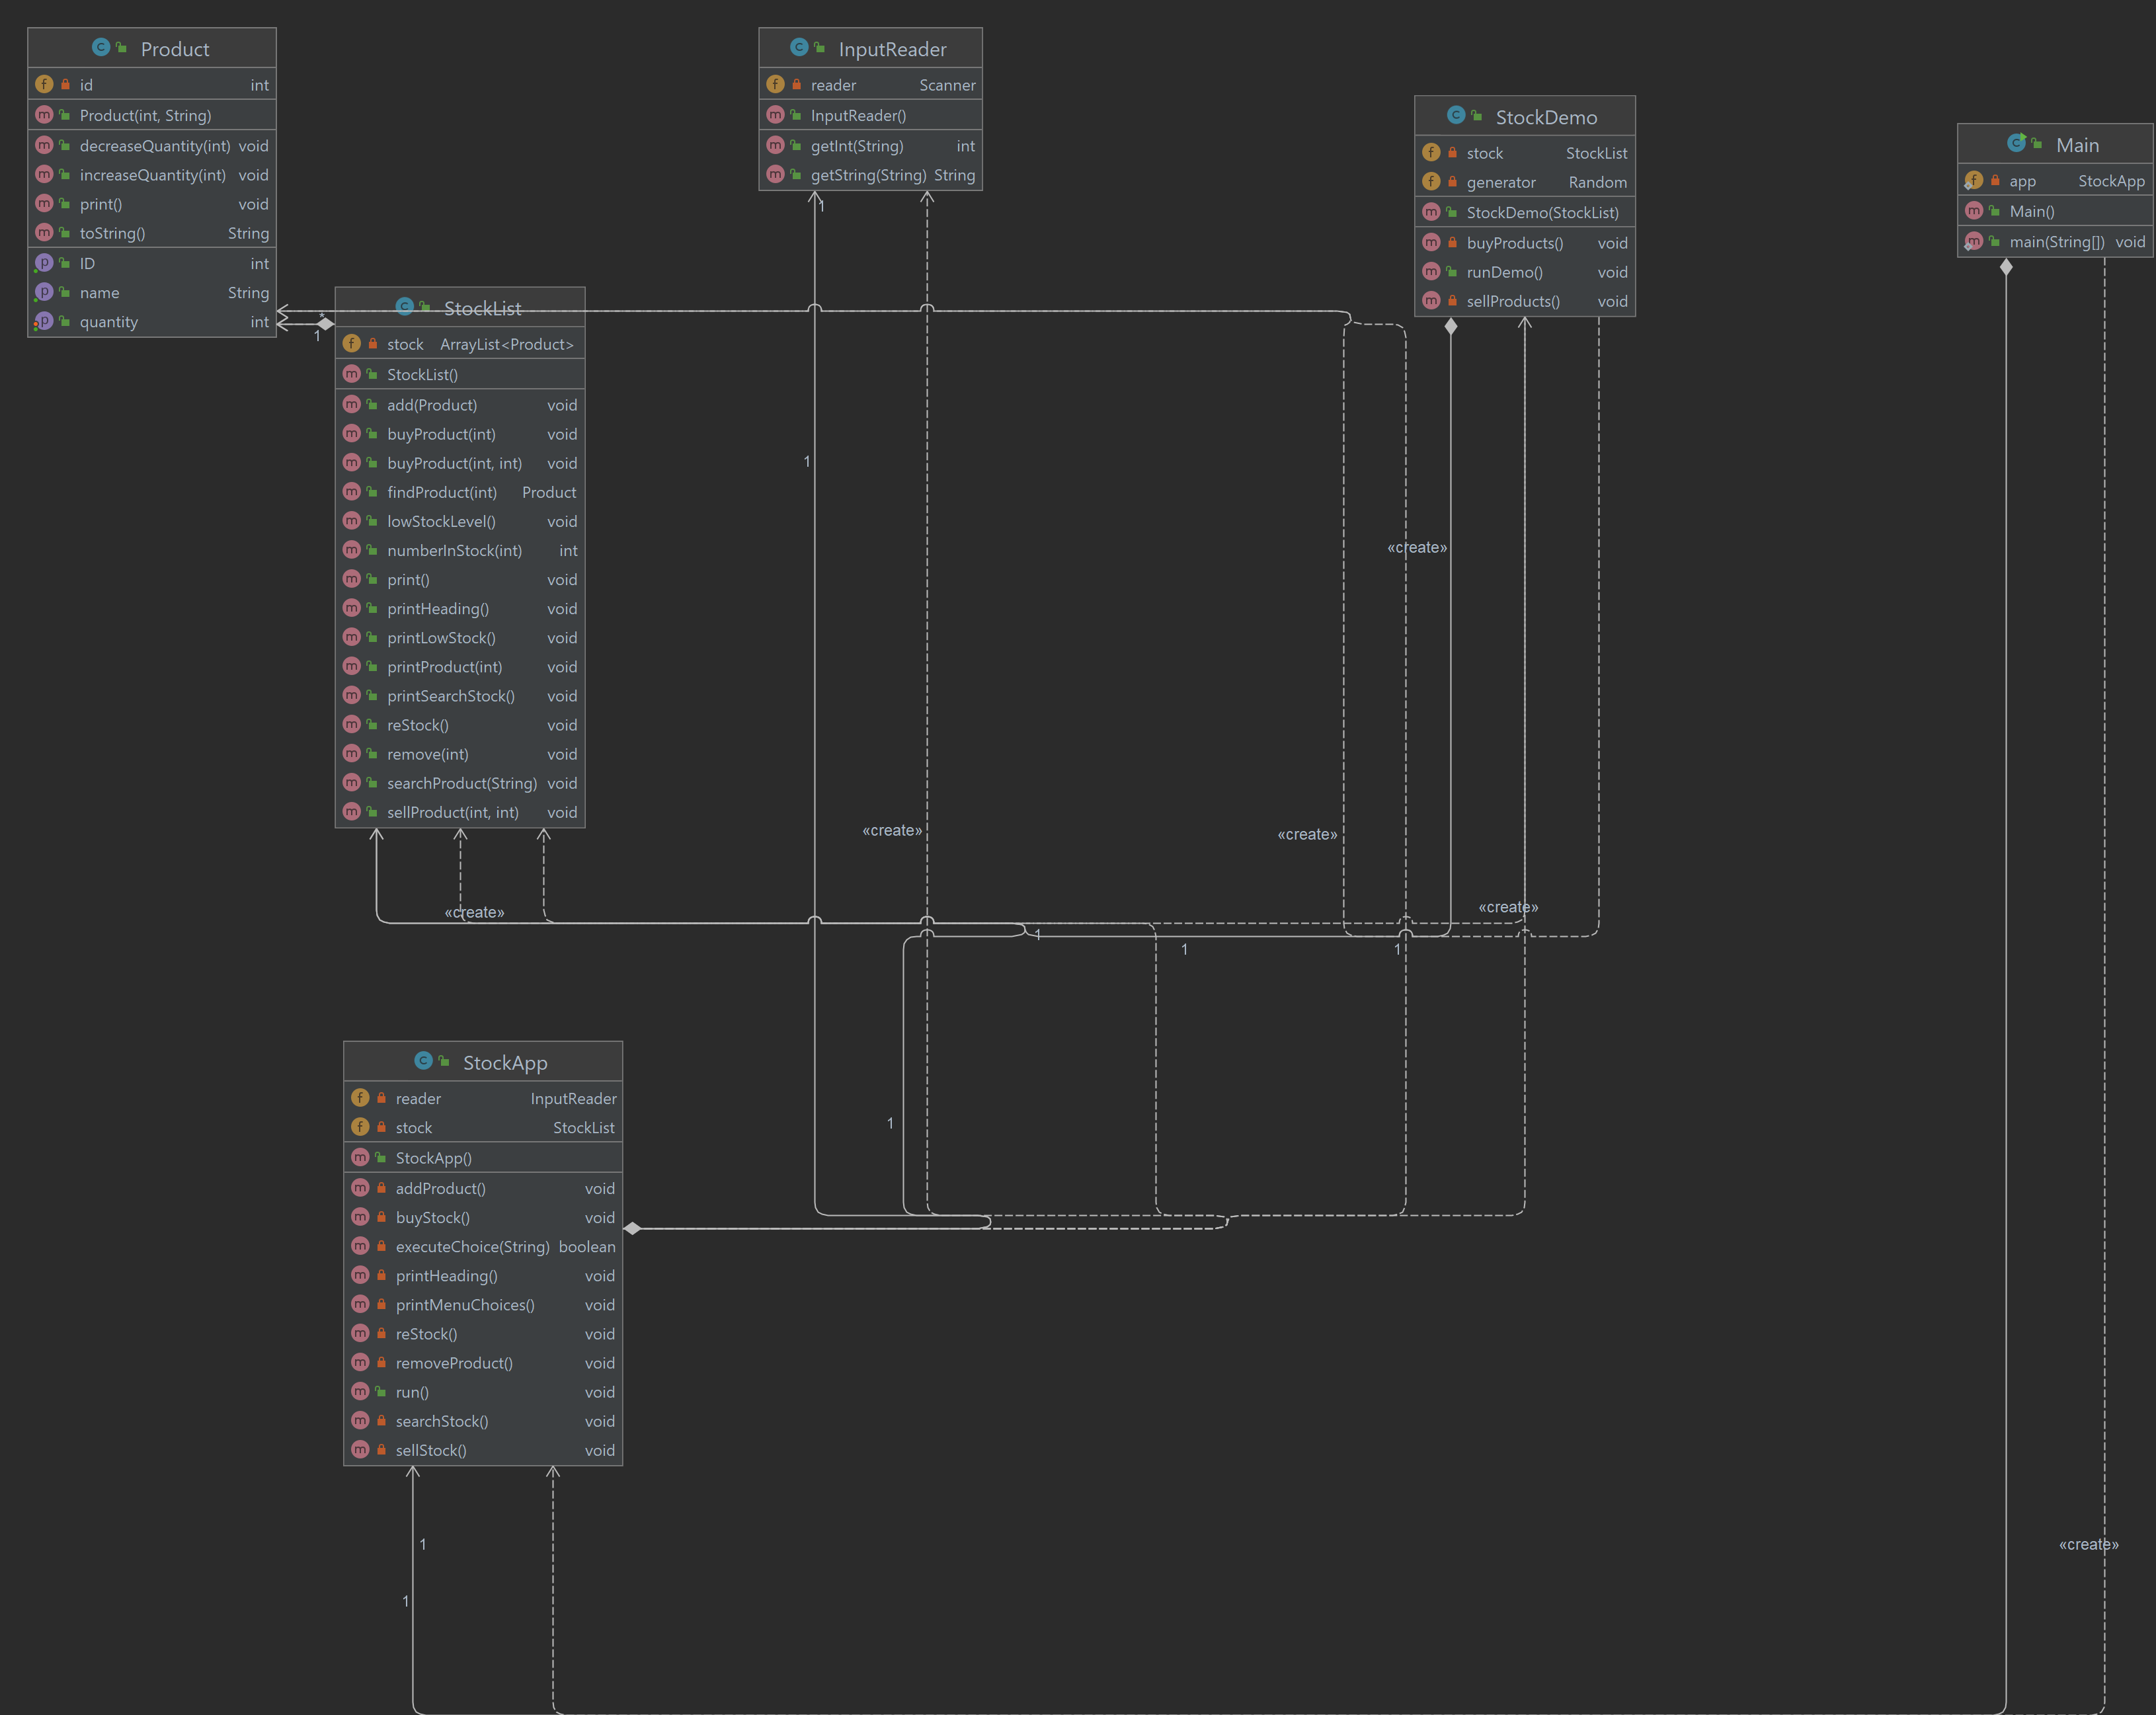 Product
id int
Product(int, String)
decreaseQuantity(int) void
increaseQuantity(int) void
print() void
toString() String
ID int
name String
quantity int
InputReader
reader Scanner
InputReader()
getInt(String) int
getString(String) String
StockDemo
stock StockList
generator Random
StockDemo(StockList)
buyProducts() void
runDemo() void
sellProducts() void
Main
app StockApp
Main()
main(String[]) void
StockList
stock ArrayList<Product>
StockList()
add(Product) void
buyProduct(int) void
buyProduct(int, int) void
findProduct(int) Product
lowStockLevel() void
numberInStock(int) int
print() void
printHeading() void
printLowStock() void
printProduct(int) void
printSearchStock() void
reStock() void
remove(int) void
searchProduct(String) void
sellProduct(int, int) void
*
1
1
1
«create»
«create»
«create»
«create»
«create»
1
1
1
1
StockApp
reader InputReader
stock StockList
StockApp()
addProduct() void
buyStock() void
executeChoice(String) boolean
printHeading() void
printMenuChoices() void
reStock() void
removeProduct() void
run() void
searchStock() void
sellStock() void
1
1
«create»